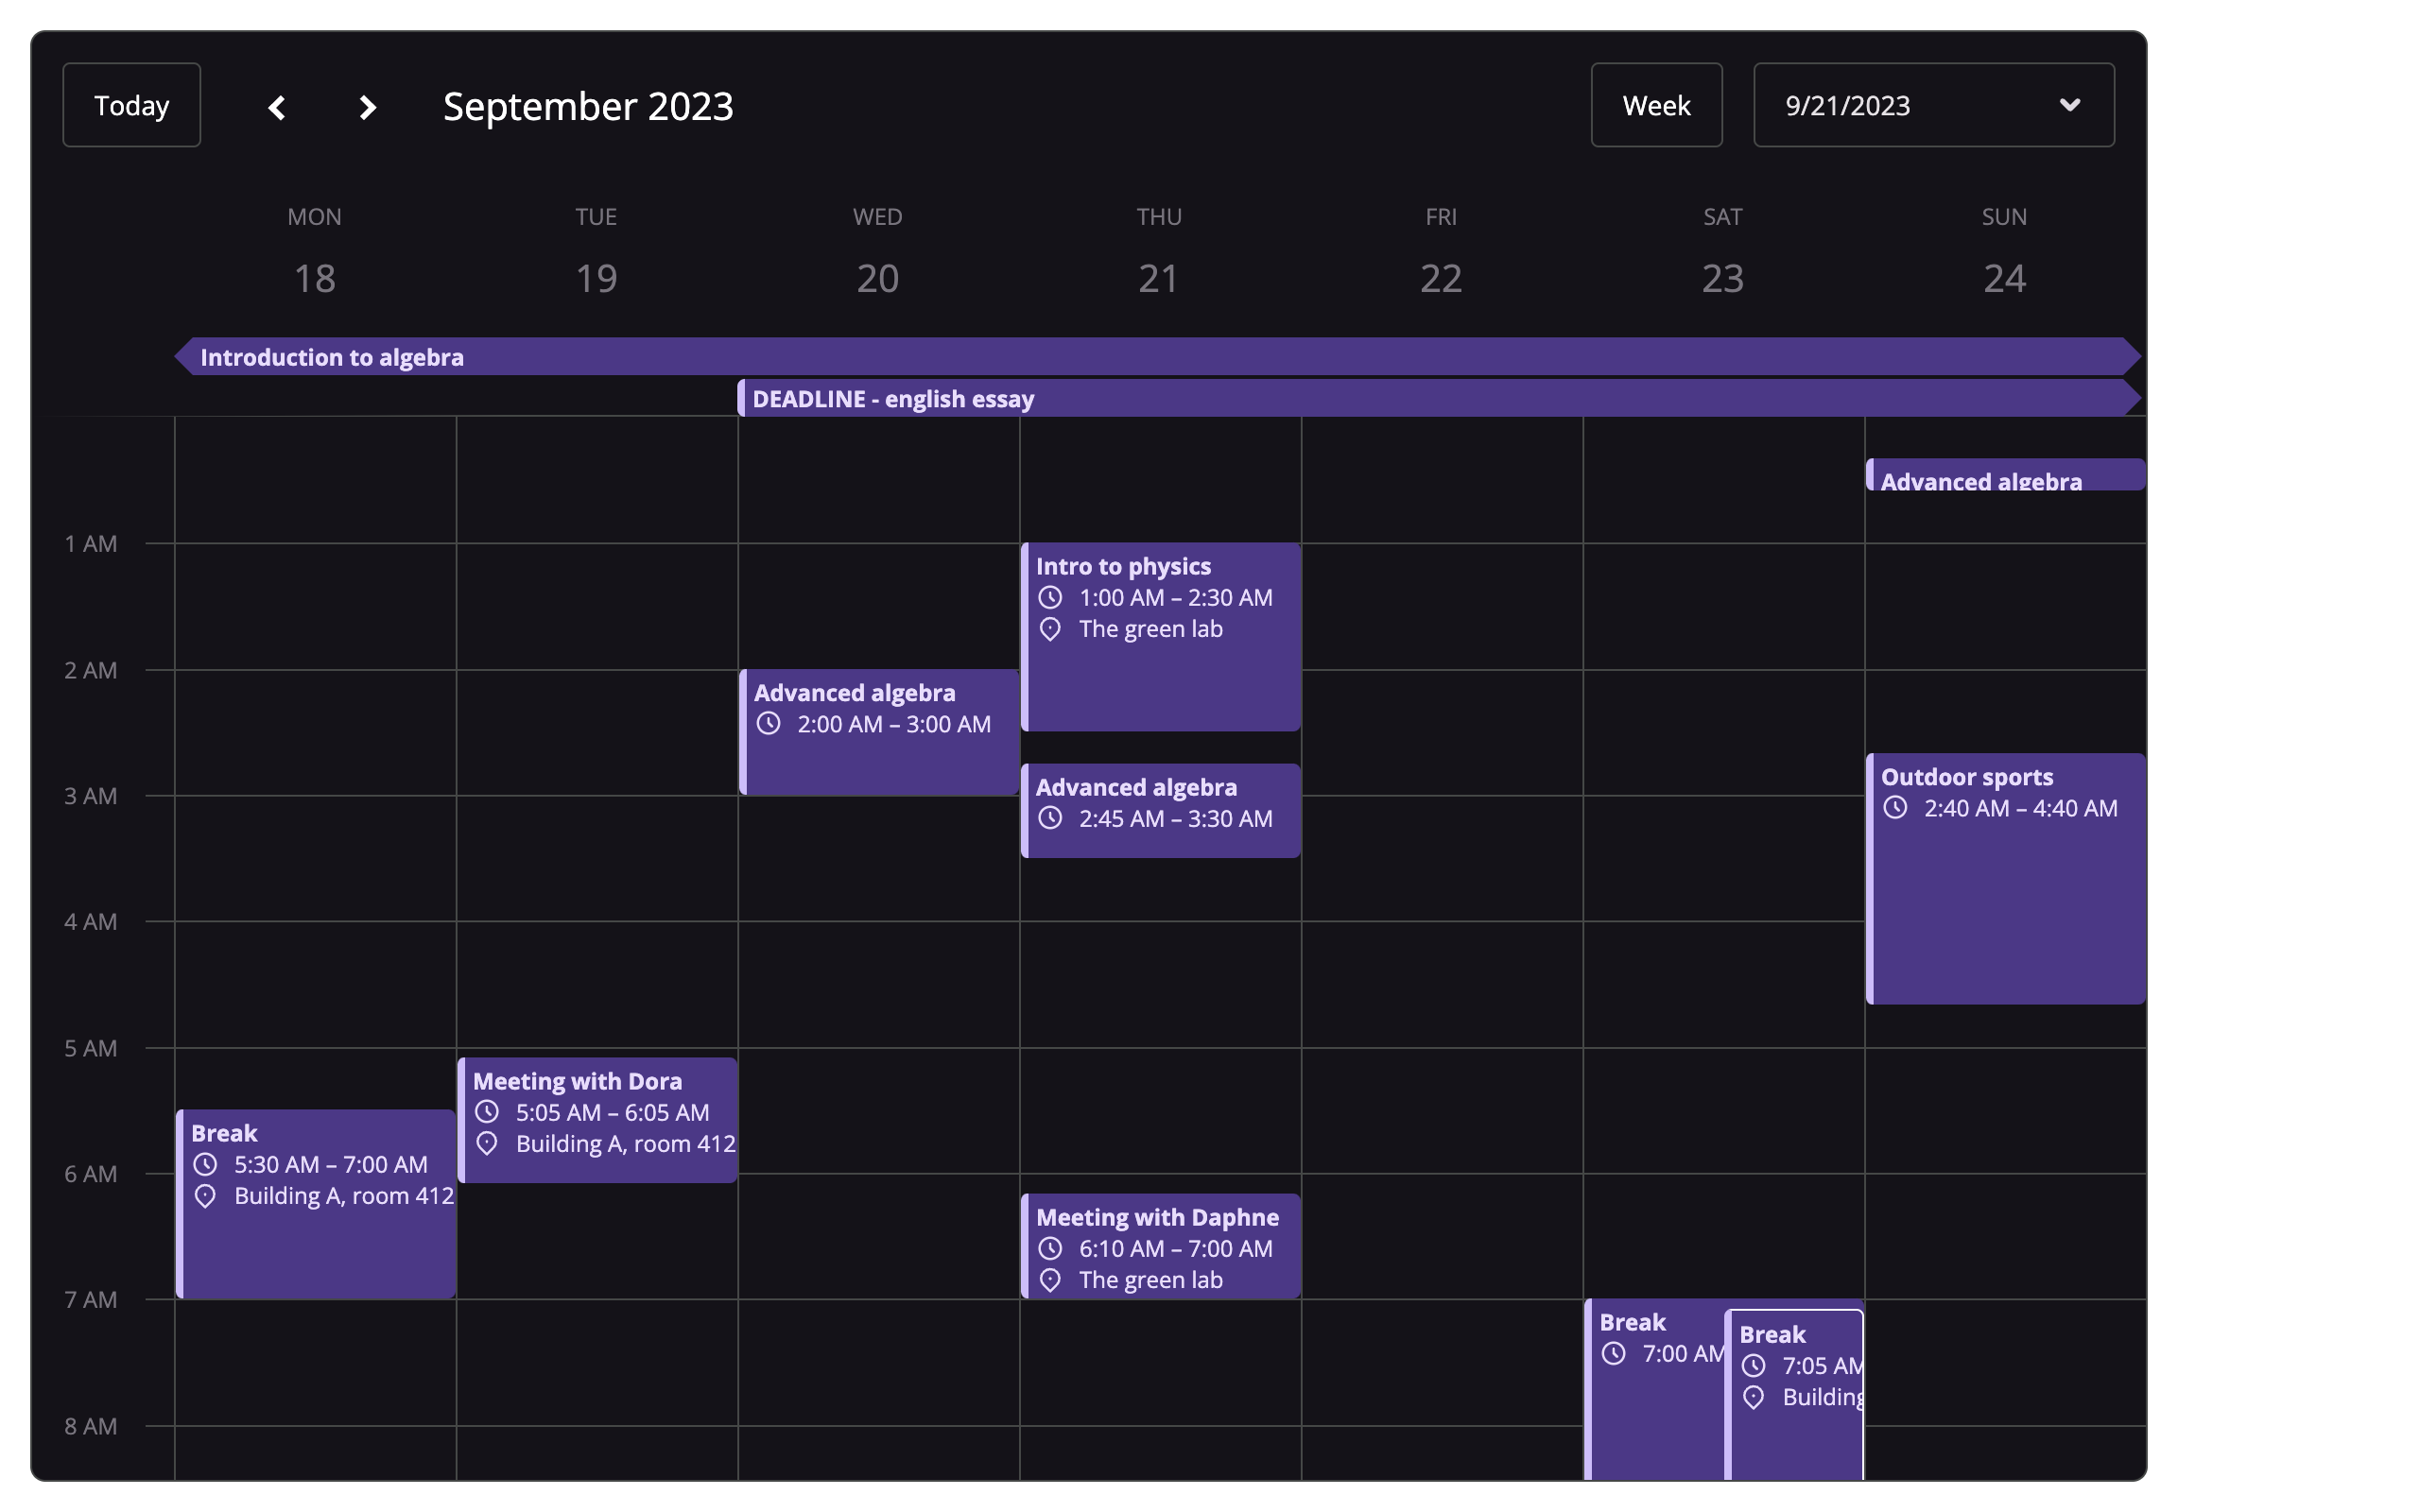 Today
September 2023
Week
9/21/2023
MON
TUE
WED
THU
FRI
SAT
SUN
18
19
20
21
22
23
24
Introduction to algebra
DEADLINE - english essay
1 AM
2 AM
3 AM
4 AM
5 AM
6 AM
7 AM
8 AM
Break
5:30 AM – 7:00 AM
Building A, room 412
Meeting with Dora
5:05 AM – 6:05 AM
Building A, room 412
Advanced algebra
2:00 AM – 3:00 AM
Intro to physics
1:00 AM – 2:30 AM
The green lab
Advanced algebra
2:45 AM – 3:30 AM
Meeting with Daphne
6:10 AM – 7:00 AM
The green lab
Break
7:00 AM
Break
7:05 AM
Building
Advanced algebra
Outdoor sports
2:40 AM – 4:40 AM